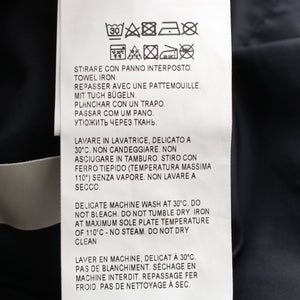 30
STIRARE CON PANNO INTERPOSTO.
TOWEL IRON.
REPASSER AVEC UNE PATTEMOUILLE.
MIT TUCH BÜGELN.
PLANCHAR CON UN TRAPO.
PASSAR COM UM PANO.
УТЮЖИТЬ ЧЕРЕЗ ТКАНЬ.
LAVARE IN LAVATRICE, DELICATO A
30°C. NON CANDEGGIARE. NON
ASCIUGARE IN TAMBURO. STIRO CON
FERRO TIEPIDO (TEMPERATURA MASSIMA
110°) SENZA VAPORE. NON LAVARE A
SECCO.
DELICATE MACHINE WASH AT 30°C. DO
NOT BLEACH. DO NOT TUMBLE DRY. IRON
AT MAXIMUM SOLE PLATE TEMPERATURE
OF 110°C - NO STEAM. DO NOT DRY
CLEAN
LAVER EN MACHINE, DELICAT À 30°C.
PAS DE BLANCHIMENT. SÉCHAGE EN
MACHINE INTERDIT. REPASSAGE FER
FROID. PAS DE NETTOYAGE À SEC.